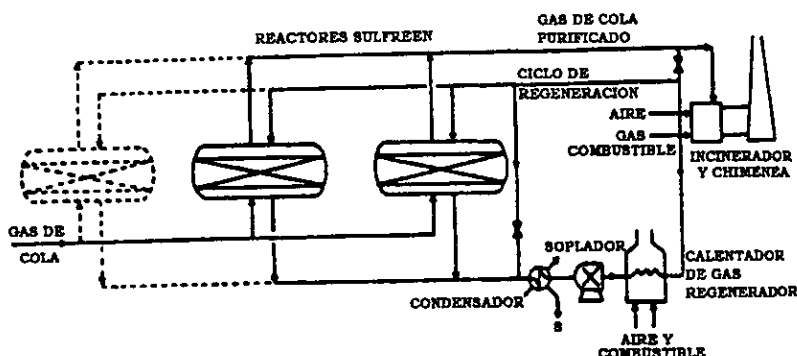 GAS DE COLA
PURIFICADO
REACTORES SULFREEN
CICLO DE
REGENERACION
AIRE
GAS
COMBUSTIBLE
INCINERADOR
Y CHIMENEA
GAS DE
COLA
SOPLADOR
CALENTADOR
DE GAS
REGENERADOR
CONDENSADOR
S
S
AIRE Y
COMBUSTIBLE